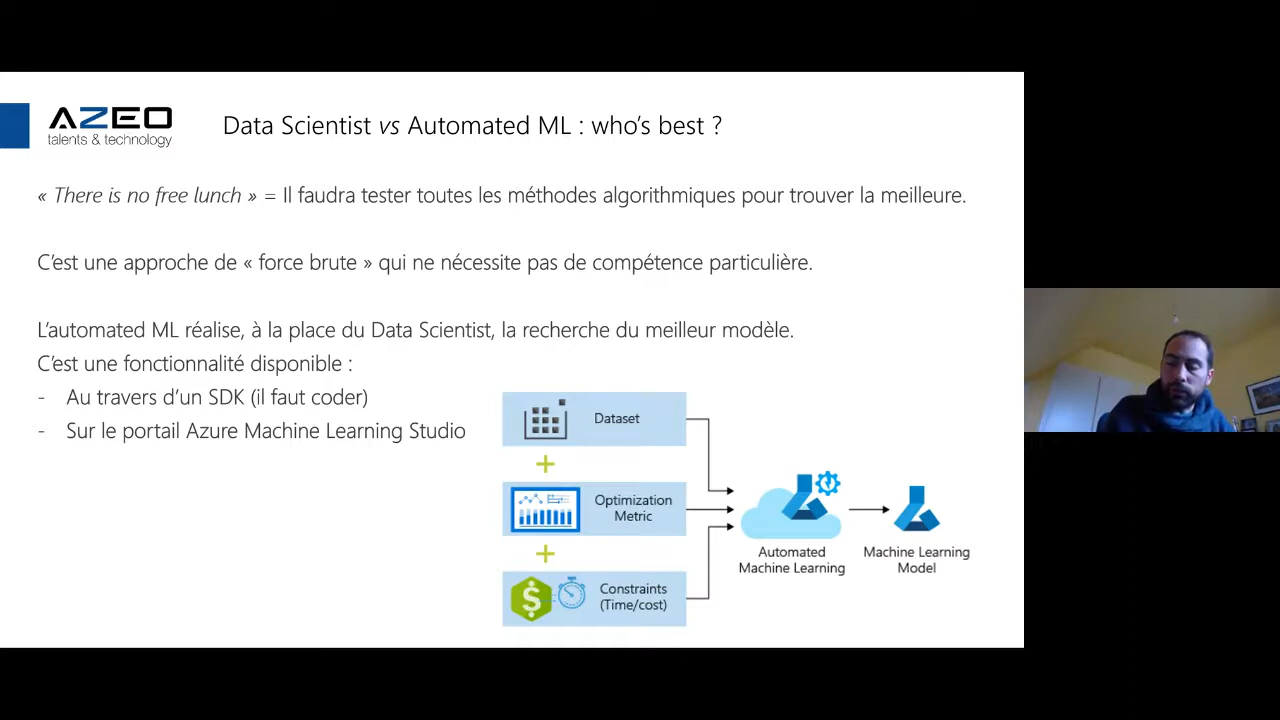 AZEO
talents & technology
Data Scientist vs Automated ML : who's best ?
« There is no free lunch » = Il faudra tester toutes les méthodes algorithmiques pour trouver la meilleure.
C'est une approche de « force brute » qui ne nécessite pas de compétence particulière.
L'automated ML réalise, à la place du Data Scientist, la recherche du meilleur modèle.
C'est une fonctionnalité disponible :
- Au travers d'un SDK (il faut coder)
- Sur le portail Azure Machine Learning Studio
Dataset
+
Optimization
Metric
+
$
Constraints
(Time/cost)
Automated
Machine Learning
Machine Learning
Model